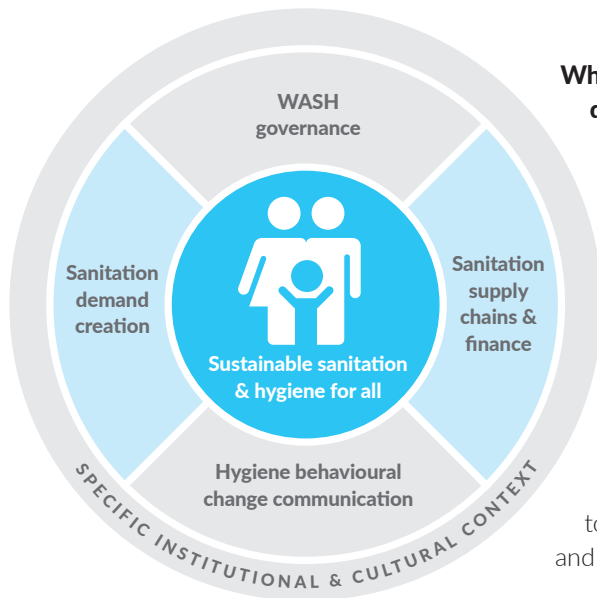 WASH
governance
Sanitation
demand
creation
Sanitation
supply
chains &
finance
Sustainable sanitation
& hygiene for all
Hygiene behavioural
change communication
SPECIFIC INSTITUTIONAL & CULTURAL CONTEXT
and